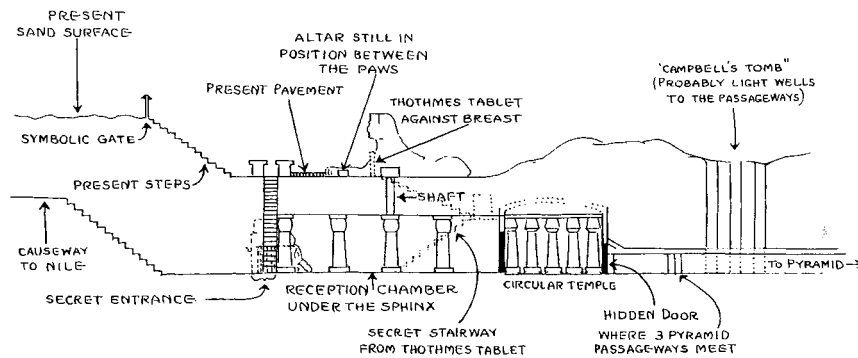 PRESENT
SAND SURFACE
SYMBOLIC GATE
PRESENT STEPS
CAUSEWAY
TO NILE
SECRET ENTRANCE
PRESENT PAVEMENT
ALTAR STILL IN
POSITION BETWEEN
THE PAWS
THOTHMES TABLET
AGAINST BREAST
SHAFT
RECEPTION CHAMBER
UNDER THE SPHINX
SECRET STAIRWAY
FROM THOTHMES TABLET
CIRCULAR TEMPLE
HIDDEN DOOR
WHERE 3 PYRAMID
PASSAGEWAYS MEET
'CAMPBELL'S TOMB"
(PROBABLY LIGHT WELLS
TO THE PASSAGEWAYS)
TO PYRAMID